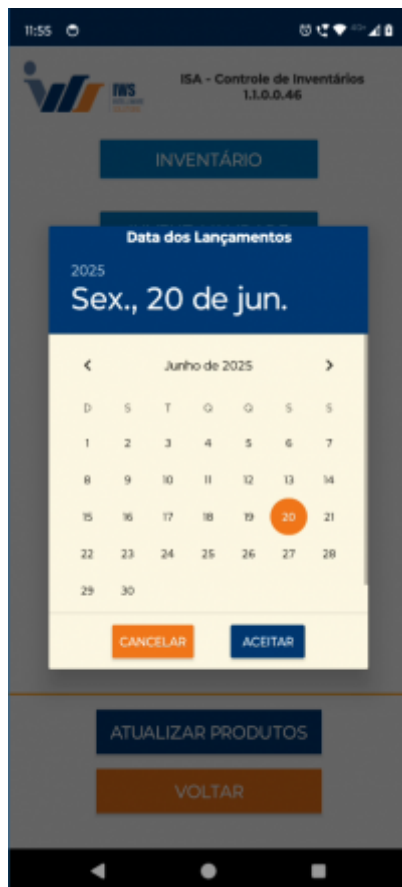 11:55
IWS
ISA - Controle de Inventários
1.1.0.0.46
INVENTÁRIO
Data dos Lançamentos
2025
Sex., 20 de jun.
Junho de 2025
D S T Q Q S S
1 2 3 4 5 6 7
8 9 10 11 12 13 14
15 16 17 18 19 20 21
22 23 24 25 26 27 28
29 30
CANCELAR ACEITAR
ATUALIZAR PRODUTOS
VOLTAR